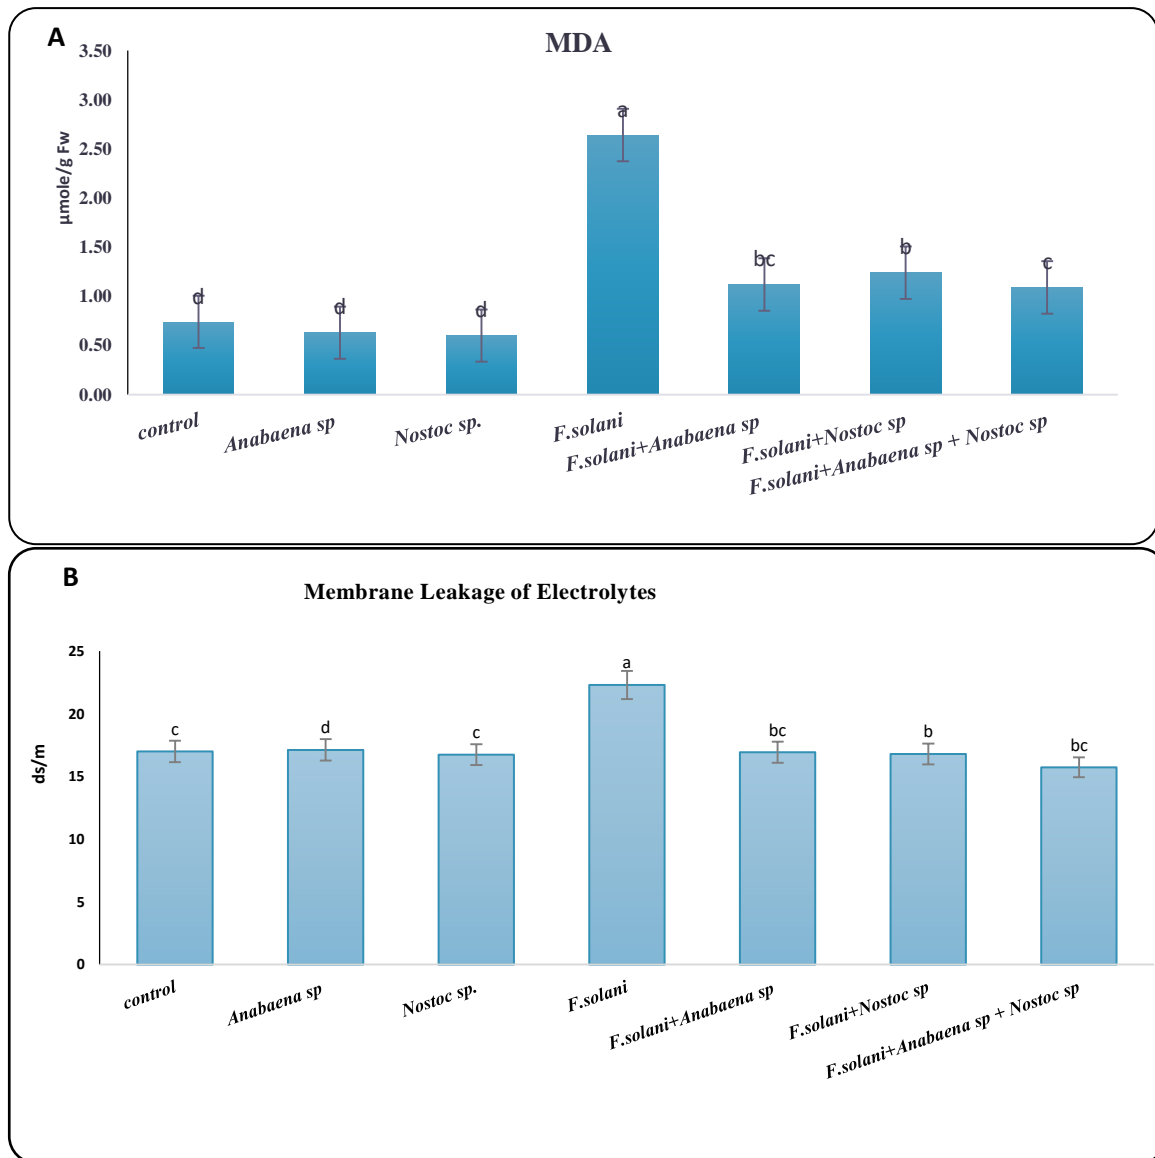 A
MDA
3.50
3.00
2.50
2.00
1.50
1.00
0.50
0.00
µmole/g Fw
d
d
d
a
bc
b
c
control
Anabaena sp
Nostoc sp.
F.solani
F.solani+Anabaena sp
F.solani+Nostoc sp
F.solani+Anabaena sp + Nostoc sp
B
Membrane Leakage of Electrolytes
25
20
15
10
5
0
ds/m
c
d
c
a
bc
b
bc
control
Anabaena sp
Nostoc sp.
F.solani
F.solani+Anabaena sp
F.solani+Nostoc sp
F.solani+Anabaena sp + Nostoc sp